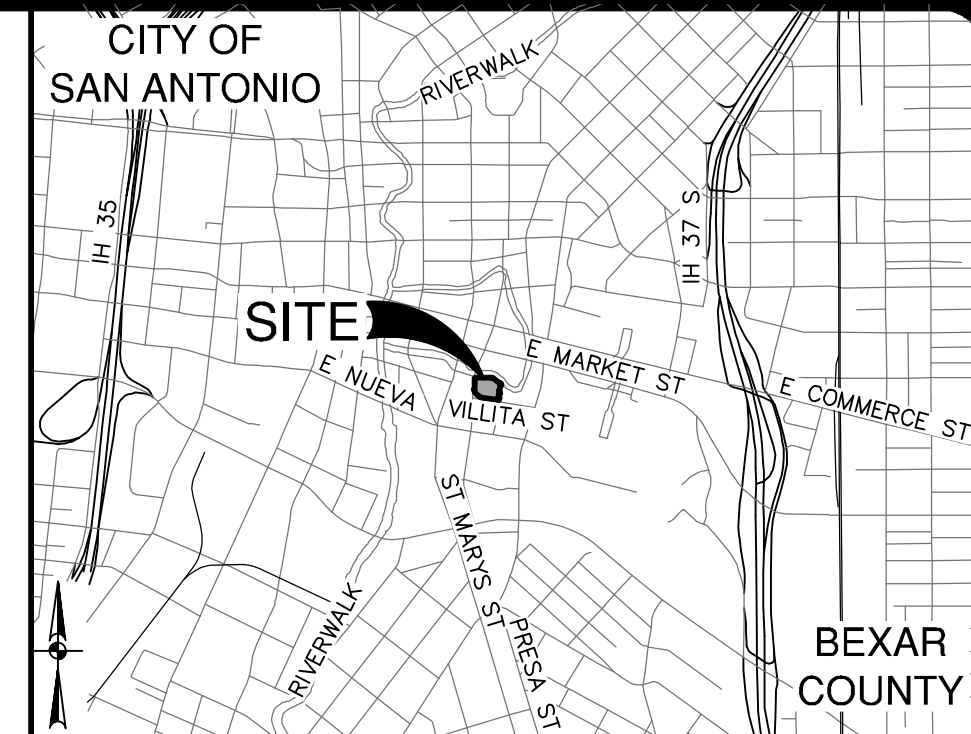 CITY OF
SAN ANTONIO
RIVERWALK
IH 35
IH 37 S
SITE
E MARKET ST
E NUEVA
VILLITA ST
E COMMERCE ST
ST MARYS ST
PRESA ST
RIVERWALK
BEXAR
COUNTY